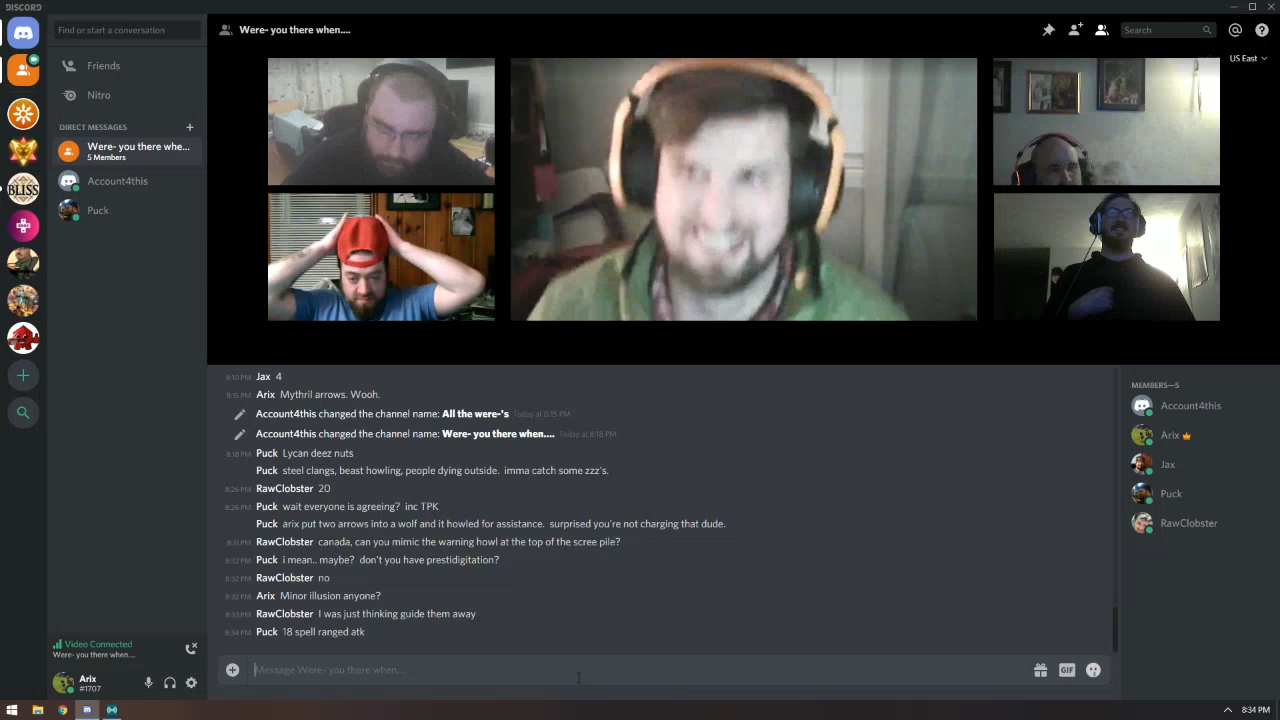 DISCORD
Find or start a conversation
Were- you there when....
Search
US East
Friends
Nitro
DIRECT MESSAGES
Were- you there whe...
5 Members
Account4this
Puck
BLISS
8:10 PM Jax 4
8:15 PM Arix Mythril arrows. Wooh.
Account4this changed the channel name: All the were-'s Today at 8:15 PM
Account4this changed the channel name: Were- you there when.... Today at 8:18 PM
8:18 PM Puck Lycan deez nuts
Puck steel clangs, beast howling, people dying outside. imma catch some zzz's.
8:26 PM RawClobster 20
8:26 PM Puck wait everyone is agreeing? inc TPK
Puck arix put two arrows into a wolf and it howled for assistance. surprised you're not charging that dude.
8:31 PM RawClobster canada, can you mimic the warning howl at the top of the scree pile?
8:32 PM Puck i mean.. maybe? don't you have prestidigitation?
8:32 PM RawClobster no
8:32 PM Arix Minor illusion anyone?
8:33 PM RawClobster I was just thinking guide them away
8:34 PM Puck 18 spell ranged atk
Message Were- you there when....
GIF
MEMBERS—5
Account4this
Arix
Jax
Puck
RawClobster
Video Connected
Were- you there when....
Arix
#1707
8:34 PM